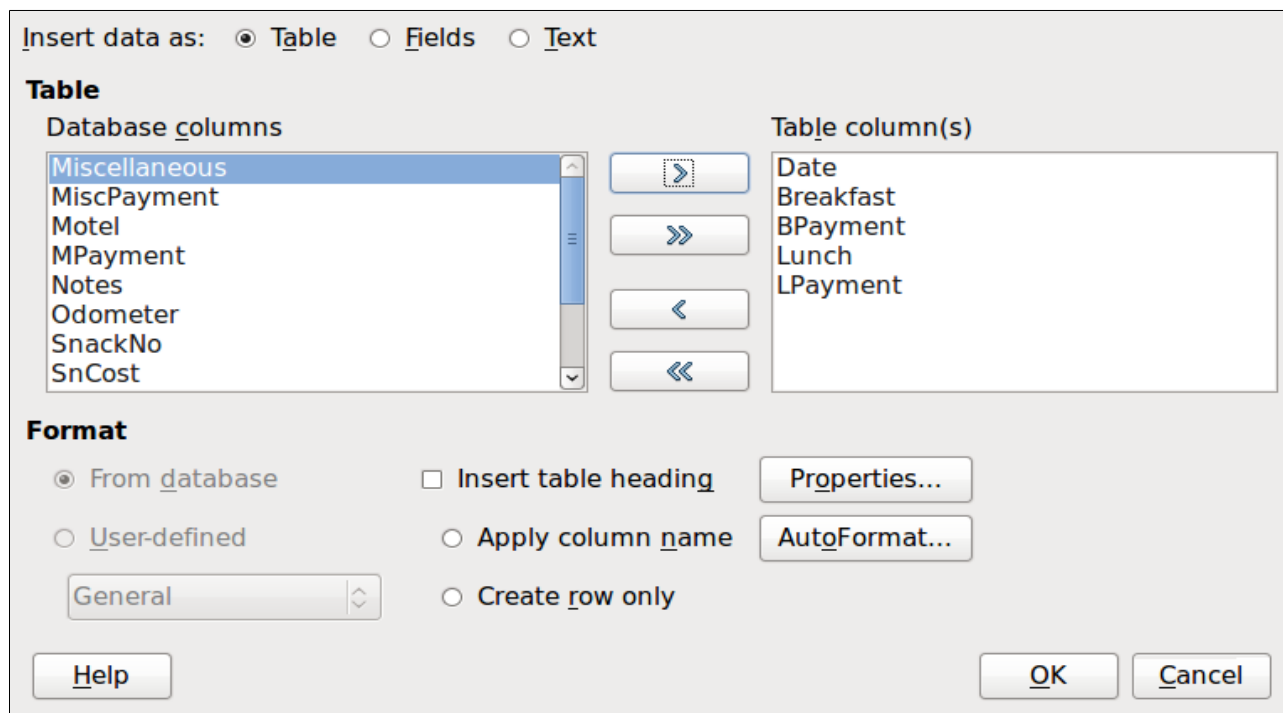 Insert data as: Table Fields Text
Table
Database columns Table column(s)
Miscellaneous
MiscPayment
Motel
MPayment
Notes
Odometer
SnackNo
SnCost
Date
Breakfast
BPayment
Lunch
LPayment
Format
From database Insert table heading Properties...
User-defined Apply column name AutoFormat...
General Create row only
Help OK Cancel